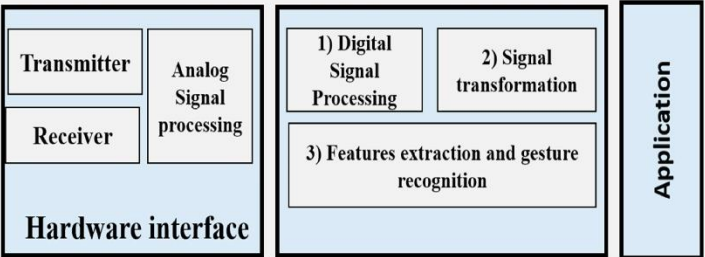 Transmitter
Receiver
Analog
Signal
processing
Hardware interface
1) Digital
Signal
Processing
2) Signal
transformation
3) Features extraction and gesture
recognition
Application